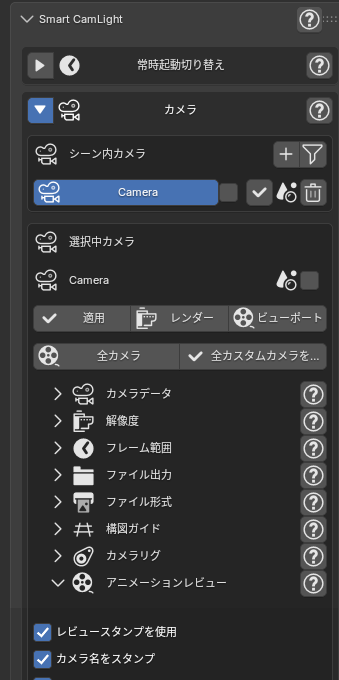 Smart CamLight
常時起動切り替え
カメラ
シーン内カメラ
Camera
選択中カメラ
Camera
適用 レンダー ビューポート
全カメラ 全カスタムカメラを...
カメラデータ
解像度
フレーム範囲
ファイル出力
ファイル形式
構図ガイド
カメラリグ
アニメーションレビュー
レビュースタンプを使用
カメラ名をスタンプ